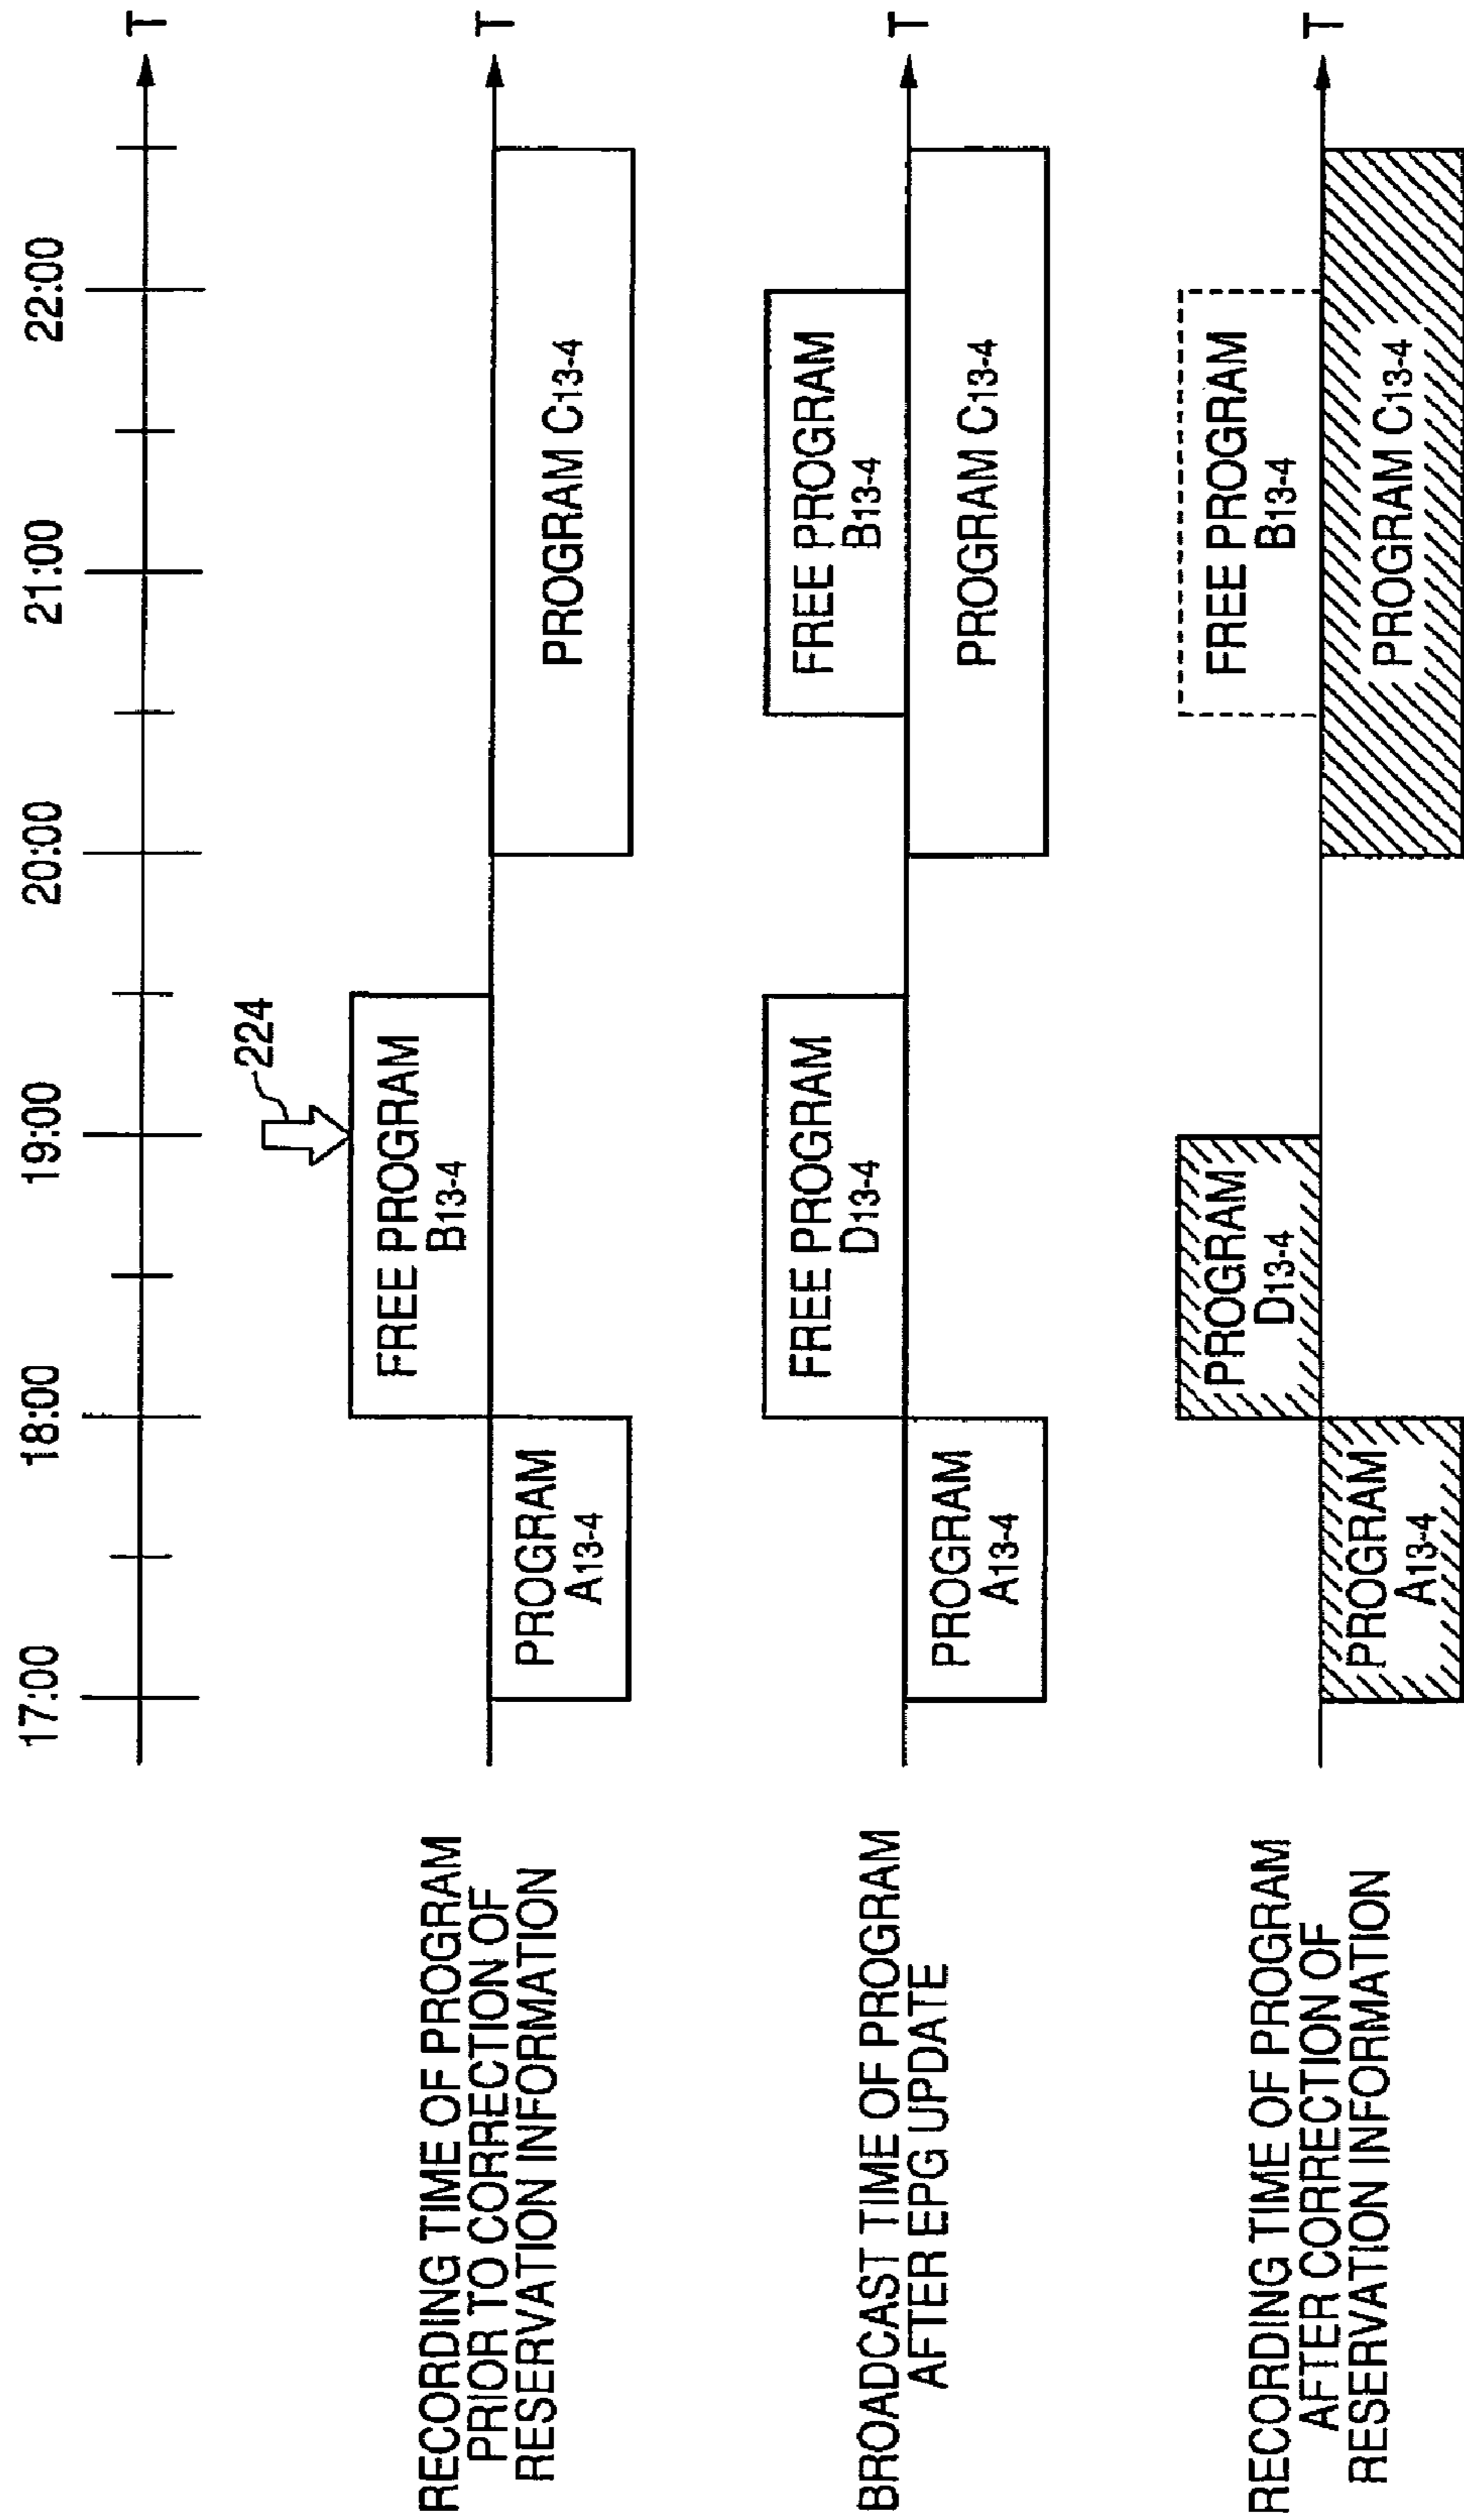 17:00 18:00 19:00 20:00 21:00 22:00
T
224
RECORDING TIME OF PROGRAM
PRIOR TO CORRECTION OF
RESERVATION INFORMATION
FREE PROGRAM
B13-4
PROGRAM
A13-4
PROGRAM C13-4
T
BROADCAST TIME OF PROGRAM
AFTER EPG UPDATE
FREE PROGRAM
D13-4
FREE PROGRAM
B13-4
PROGRAM
A13-4
PROGRAM C13-4
T
RECORDING TIME OF PROGRAM
AFTER CORRECTION OF
RESERVATION INFORMATION
PROGRAM
D13-4
FREE PROGRAM
B13-4
PROGRAM
A13-4
PROGRAM C13-4
T